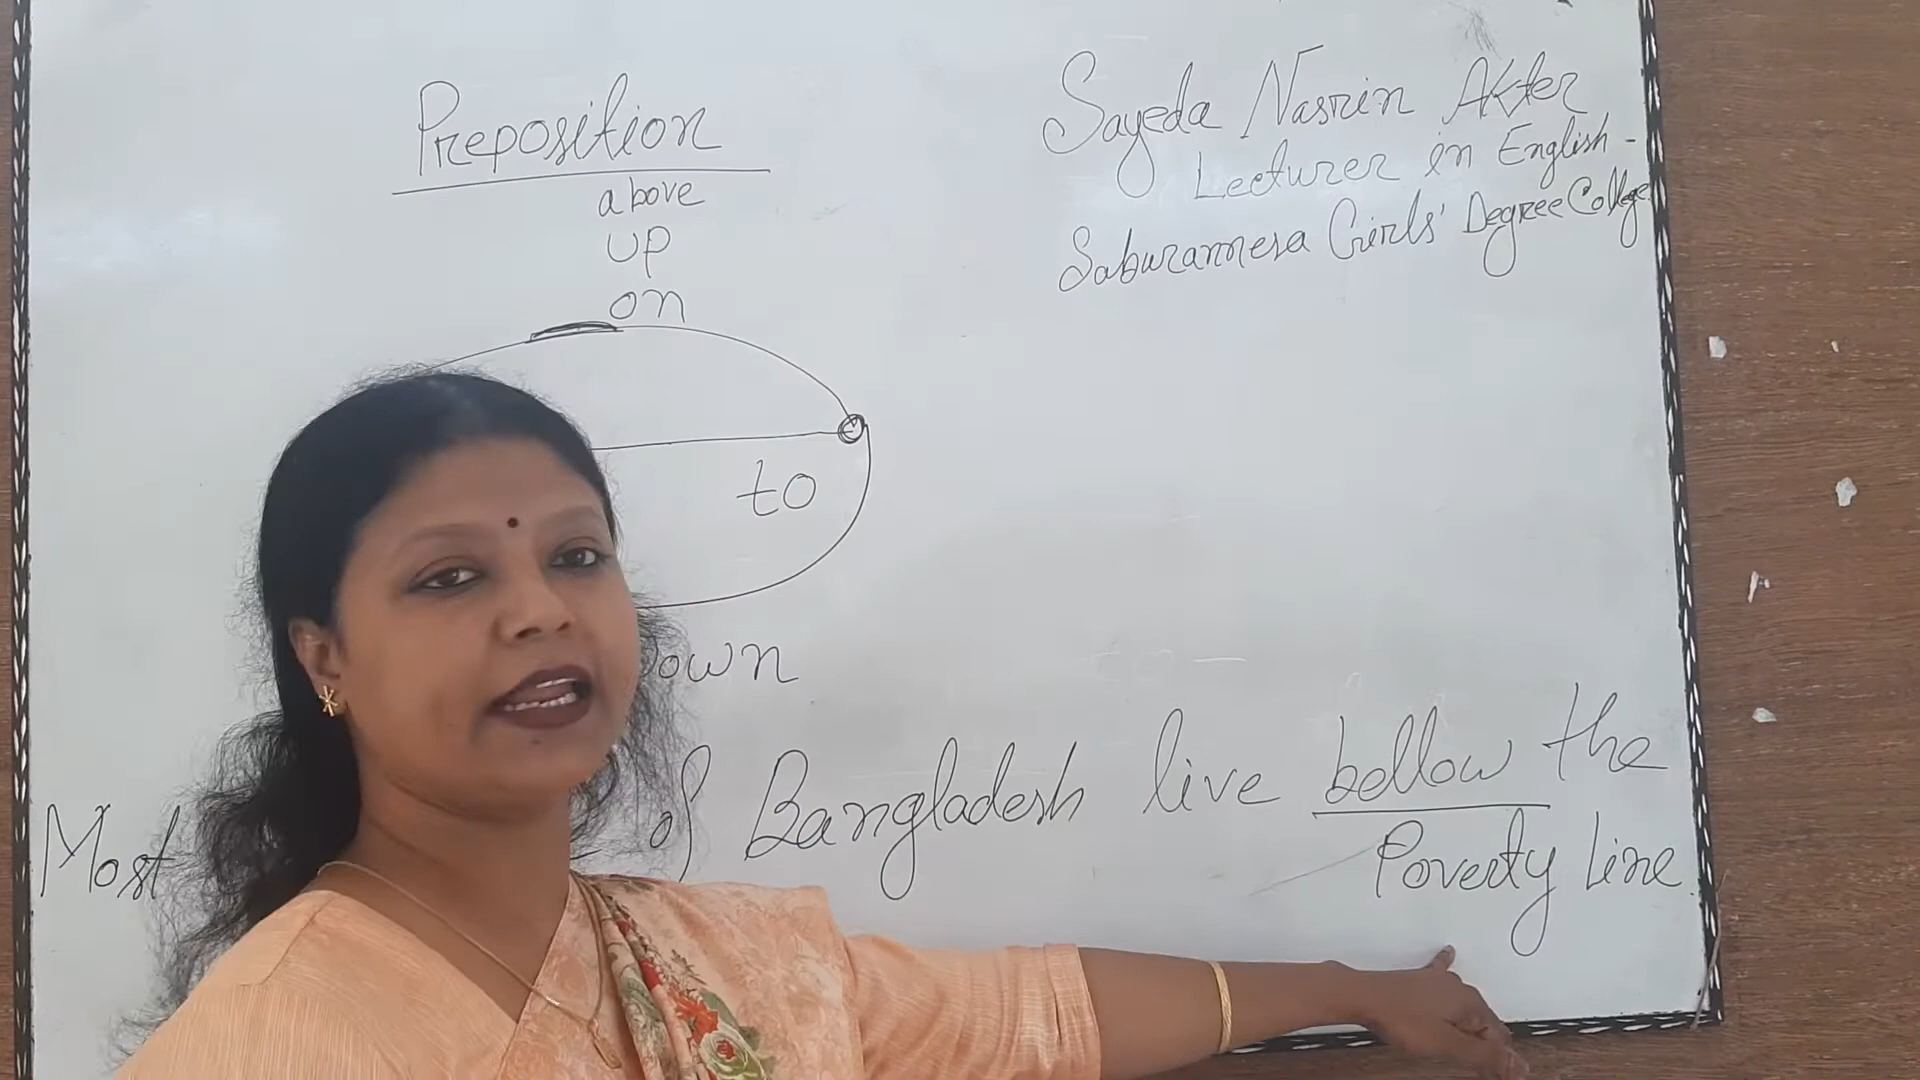 Preposition
above
up
on
to
own
Sayeda Nasrin Akter
Lecturer in English -
Saburannesa Girls' Degree College
Most of Bangladesh live bellow the
Poverty Line.